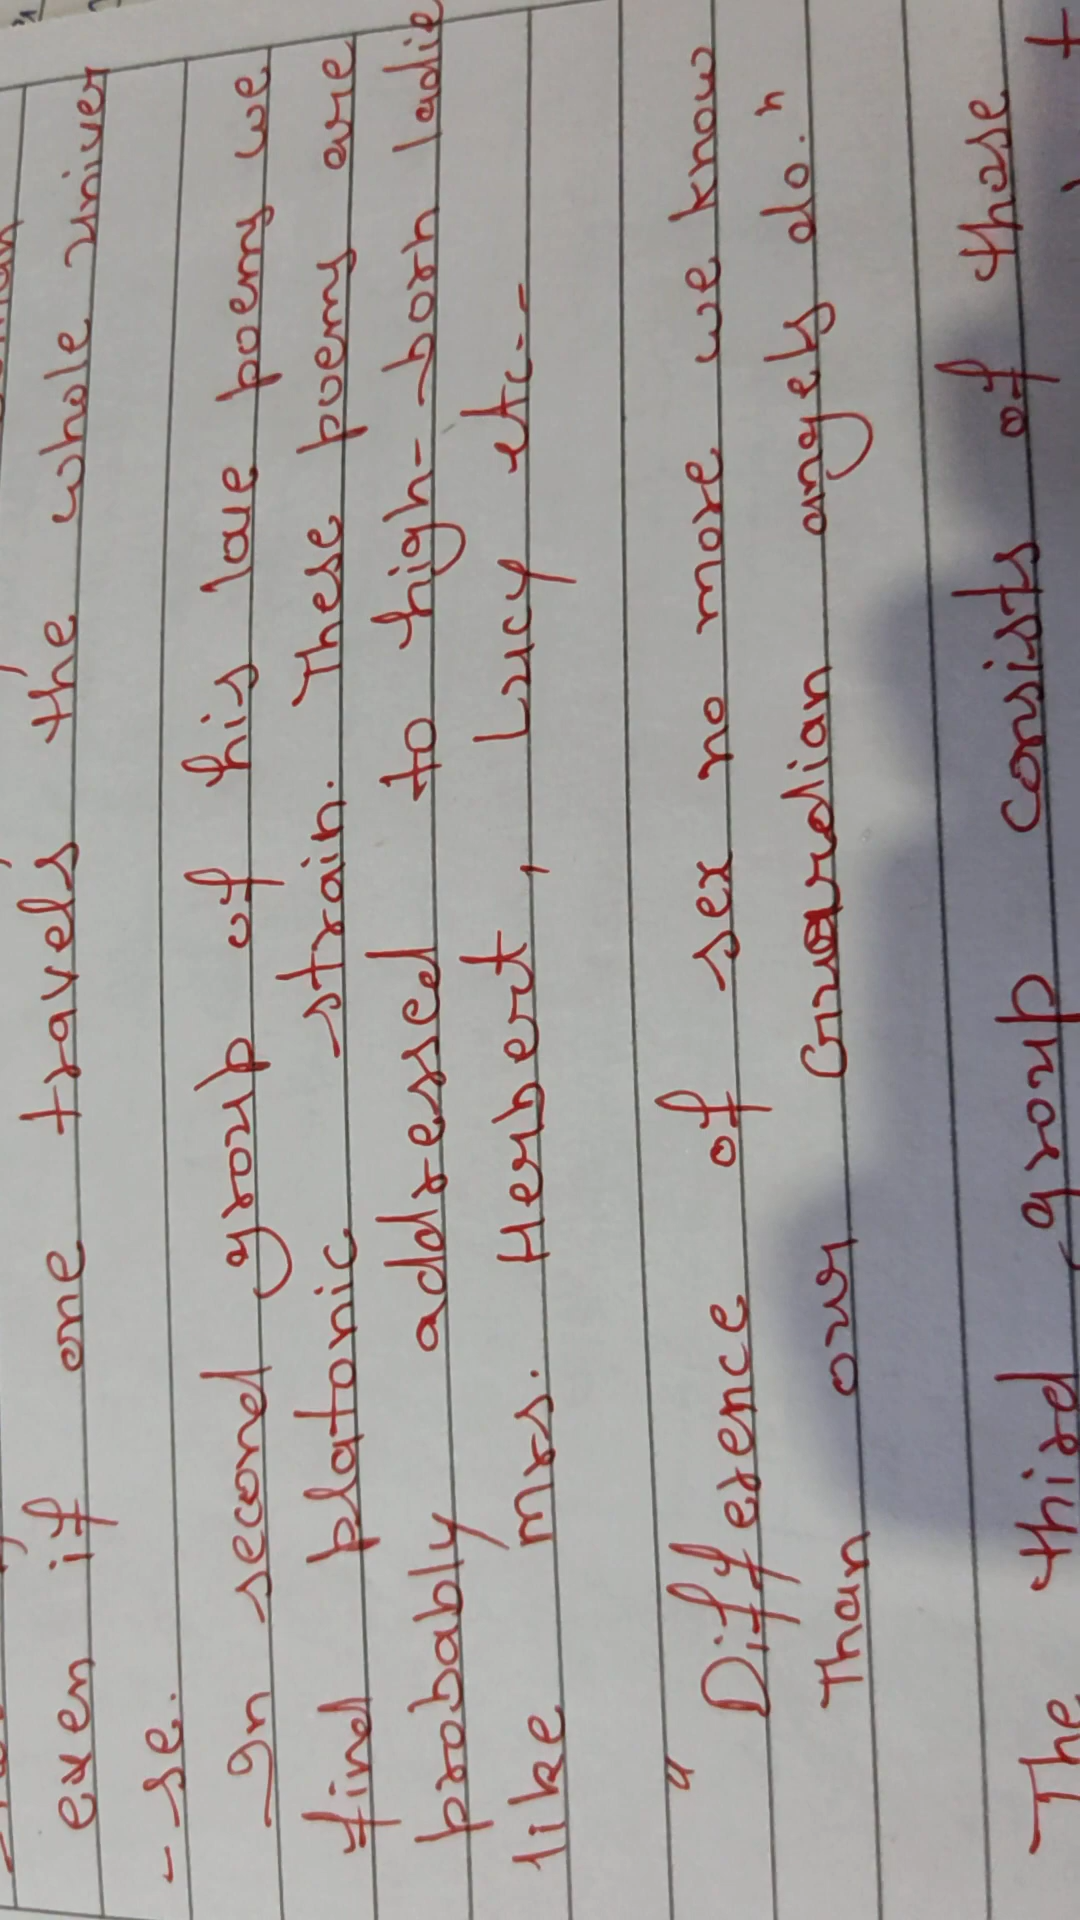 even if one travels the whole univer
-se.
In second group of his love poems we
find platonic strain. These poems are
probably addressed to high-born ladie
like Mrs. Herbert, Lucy etc--
"Difference of sex no more we know
Than our Guardian angels do."
The third group consists of those